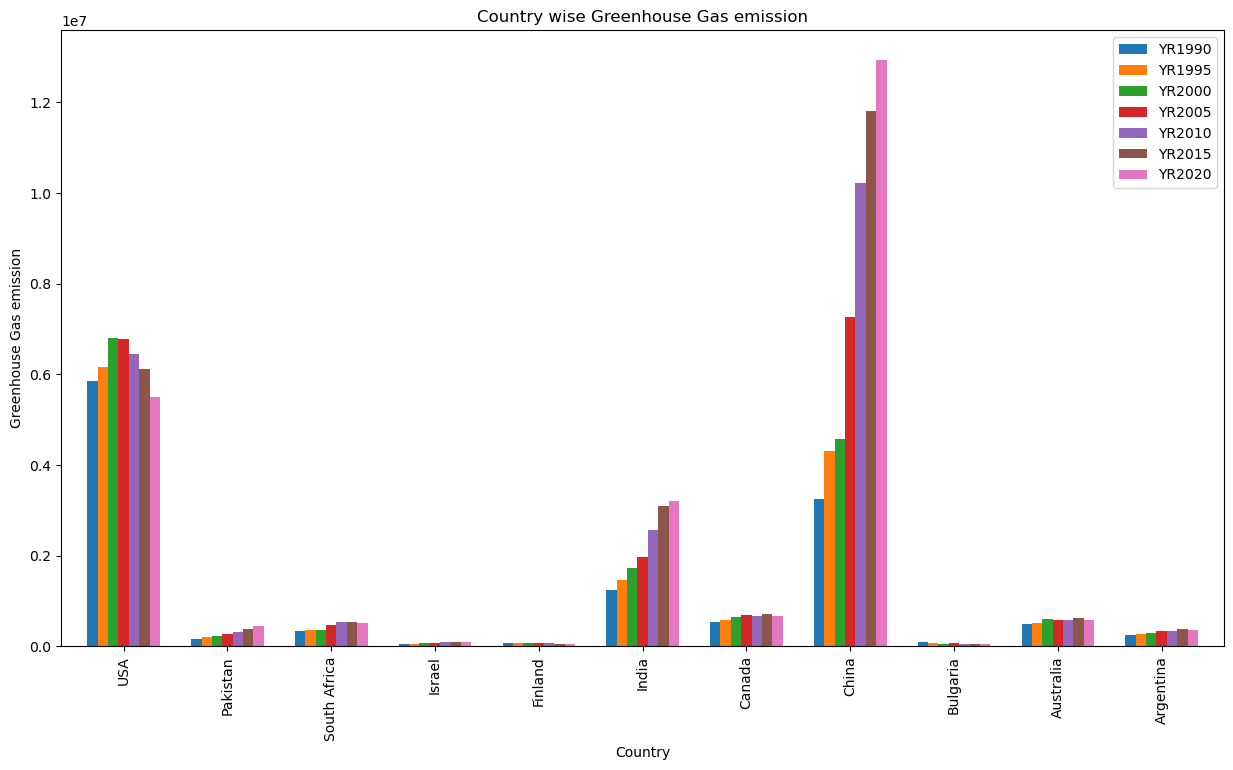 Country wise Greenhouse Gas emission
1e7
YR1990
YR1995
YR2000
YR2005
YR2010
YR2015
YR2020
1.2
1.0
0.8
0.6
0.4
0.2
0.0
Greenhouse Gas emission
USA
Pakistan
South Africa
Israel
Finland
India
Canada
China
Bulgaria
Australia
Argentina
Country